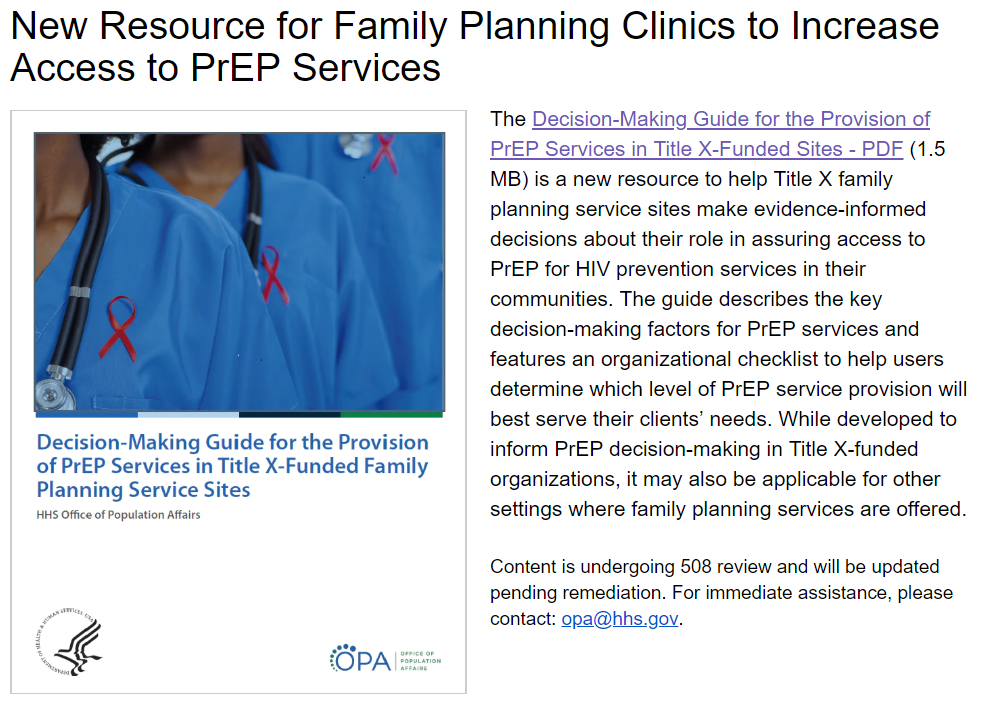 New Resource for Family Planning Clinics to Increase
Access to PrEP Services
Decision-Making Guide for the Provision
of PrEP Services in Title X-Funded Family
Planning Service Sites
HHS Office of Population Affairs
DEPARTMENT OF HEALTH & HUMAN SERVICES · USA
OPA
OFFICE OF
POPULATION
AFFAIRS
The Decision-Making Guide for the Provision of
PrEP Services in Title X-Funded Sites - PDF (1.5
MB) is a new resource to help Title X family
planning service sites make evidence-informed
decisions about their role in assuring access to
PrEP for HIV prevention services in their
communities. The guide describes the key
decision-making factors for PrEP services and
features an organizational checklist to help users
determine which level of PrEP service provision will
best serve their clients’ needs. While developed to
inform PrEP decision-making in Title X-funded
organizations, it may also be applicable for other
settings where family planning services are offered.
Content is undergoing 508 review and will be updated
pending remediation. For immediate assistance, please
contact: opa@hhs.gov.